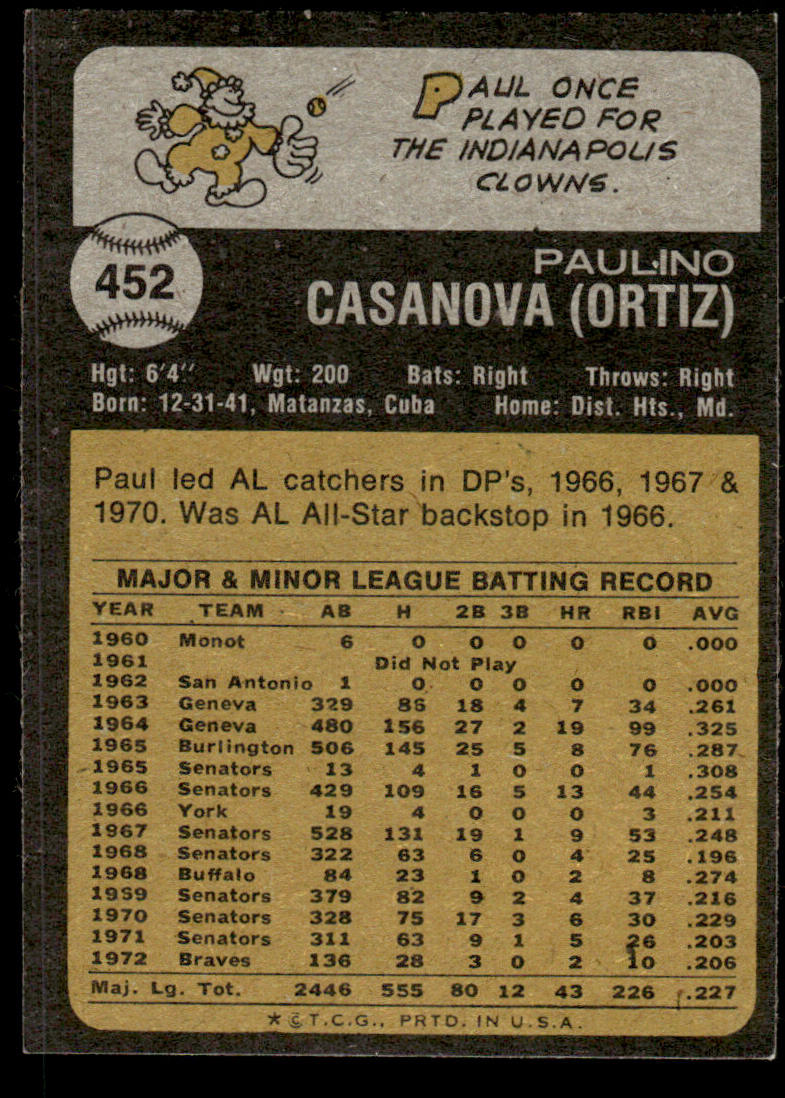 PAUL ONCE
PLAYED FOR
THE INDIANAPOLIS
CLOWNS.
452
PAULINO
CASANOVA (ORTIZ)
Hgt: 6'4" Wgt: 200 Bats: Right Throws: Right
Born: 12-31-41, Matanzas, Cuba Home: Dist. Hts., Md.
Paul led AL catchers in DP's, 1966, 1967 &
1970. Was AL All-Star backstop in 1966.
MAJOR & MINOR LEAGUE BATTING RECORD
YEAR TEAM AB H 2B 3B HR RBI AVG
1960 Monot 6 0 0 0 0 0 .000
1961 Did Not Play
1962 San Antonio 1 0 0 0 0 0 .000
1963 Geneva 329 86 18 4 7 34 .261
1964 Geneva 480 156 27 2 19 99 .325
1965 Burlington 506 145 25 5 8 76 .287
1965 Senators 13 4 1 0 0 1 .308
1966 Senators 429 109 16 5 13 44 .254
1966 York 19 4 0 0 0 3 .211
1967 Senators 528 131 19 1 9 53 .248
1968 Senators 322 63 6 0 4 25 .196
1968 Buffalo 84 23 1 0 2 8 .274
1969 Senators 379 82 9 2 4 37 .216
1970 Senators 328 75 17 3 6 30 .229
1971 Senators 311 63 9 1 5 26 .203
1972 Braves 136 28 3 0 2 10 .206
Maj. Lg. Tot. 2446 555 80 12 43 226 .227
* © T.C.G., PRTD. IN U.S.A.